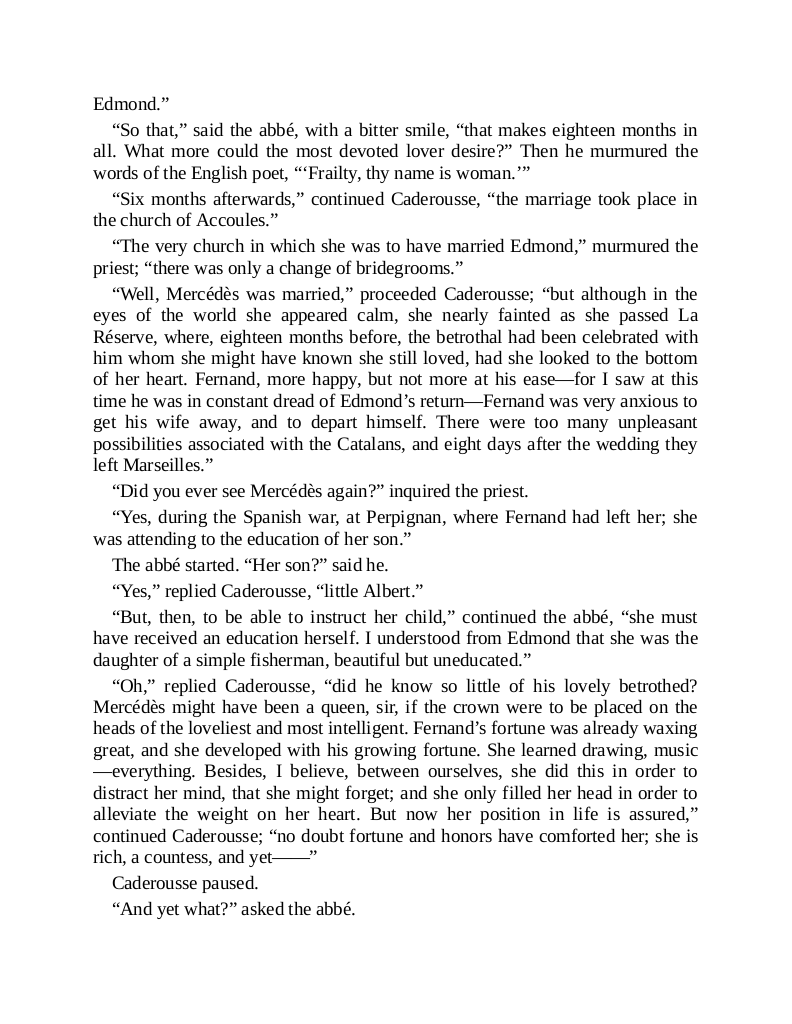 Edmond.”
“So that,” said the abbé, with a bitter smile, “that makes eighteen months in
all. What more could the most devoted lover desire?” Then he murmured the
words of the English poet, “‘Frailty, thy name is woman.’”
“Six months afterwards,” continued Caderousse, “the marriage took place in
the church of Accoules.”
“The very church in which she was to have married Edmond,” murmured the
priest; “there was only a change of bridegrooms.”
“Well, Mercédès was married,” proceeded Caderousse; “but although in the
eyes of the world she appeared calm, she nearly fainted as she passed La
Réserve, where, eighteen months before, the betrothal had been celebrated with
him whom she might have known she still loved, had she looked to the bottom
of her heart. Fernand, more happy, but not more at his ease—for I saw at this
time he was in constant dread of Edmond’s return—Fernand was very anxious to
get his wife away, and to depart himself. There were too many unpleasant
possibilities associated with the Catalans, and eight days after the wedding they
left Marseilles.”
“Did you ever see Mercédès again?” inquired the priest.
“Yes, during the Spanish war, at Perpignan, where Fernand had left her; she
was attending to the education of her son.”
The abbé started. “Her son?” said he.
“Yes,” replied Caderousse, “little Albert.”
“But, then, to be able to instruct her child,” continued the abbé, “she must
have received an education herself. I understood from Edmond that she was the
daughter of a simple fisherman, beautiful but uneducated.”
“Oh,” replied Caderousse, “did he know so little of his lovely betrothed?
Mercédès might have been a queen, sir, if the crown were to be placed on the
heads of the loveliest and most intelligent. Fernand’s fortune was already waxing
great, and she developed with his growing fortune. She learned drawing, music
—everything. Besides, I believe, between ourselves, she did this in order to
distract her mind, that she might forget; and she only filled her head in order to
alleviate the weight on her heart. But now her position in life is assured,”
continued Caderousse; “no doubt fortune and honors have comforted her; she is
rich, a countess, and yet——”
Caderousse paused.
“And yet what?” asked the abbé.